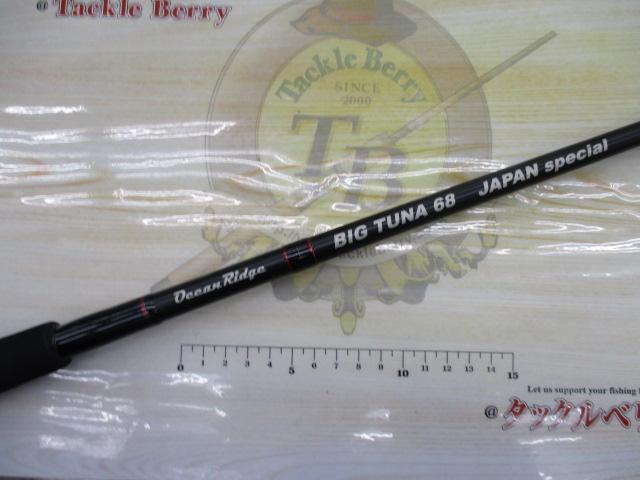 @Tackle Berry
Tackle Berry
SINCE
2000
TB
BIG TUNA 68 JAPAN special
Ocean Ridge
0 1 2 3 4 5 6 7 8 9 10 11 12 13 14 15
Let us support your fishing
@タックルベリ